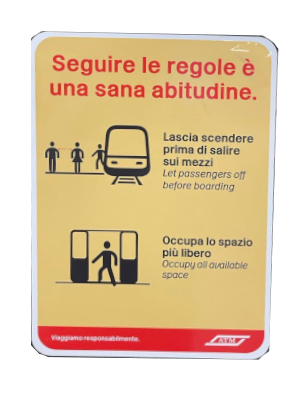 Seguire le regole è
una sana abitudine.
Lascia scendere
prima di salire
sui mezzi
Let passengers off
before boarding
Occupa lo spazio
più libero
Occupy all available
space
Viaggiamo responsabilmente.
ATM